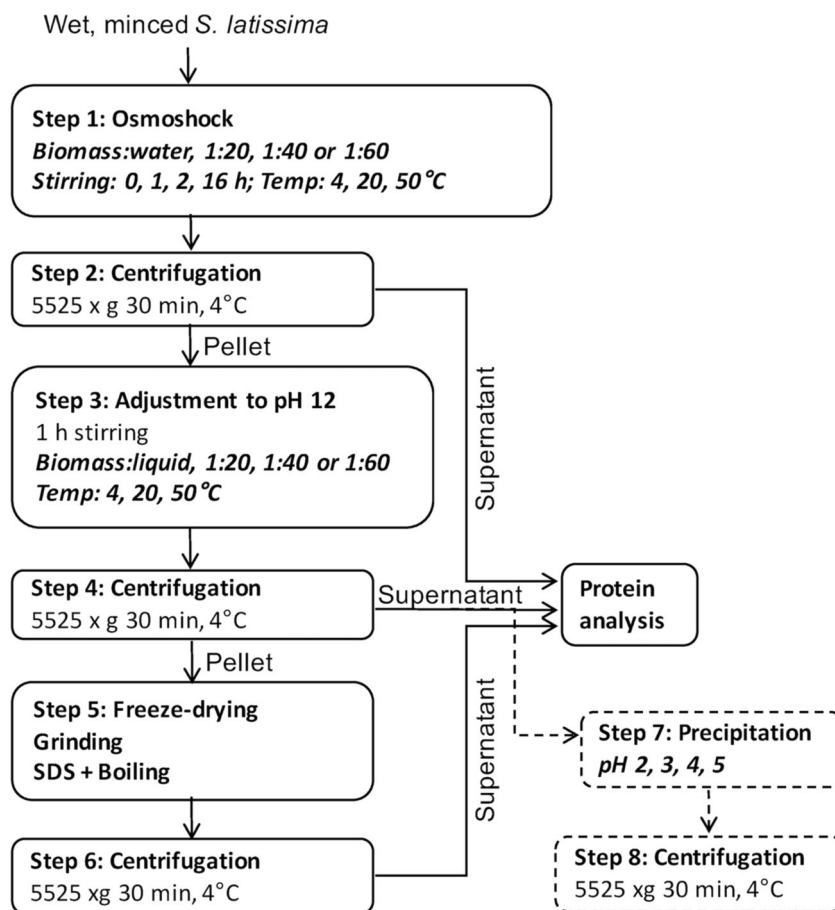 Wet, minced S. latissima
Step 1: Osmoshock
Biomass:water, 1:20, 1:40 or 1:60
Stirring: 0, 1, 2, 16 h; Temp: 4, 20, 50°C
Step 2: Centrifugation
5525 x g 30 min, 4°C
Pellet
Supernatant
Step 3: Adjustment to pH 12
1 h stirring
Biomass:liquid, 1:20, 1:40 or 1:60
Temp: 4, 20, 50°C
Step 4: Centrifugation
5525 x g 30 min, 4°C
Supernatant
Protein
analysis
Pellet
Step 5: Freeze-drying
Grinding
SDS + Boiling
Supernatant
Step 7: Precipitation
pH 2, 3, 4, 5
Step 6: Centrifugation
5525 xg 30 min, 4°C
Step 8: Centrifugation
5525 xg 30 min, 4°C